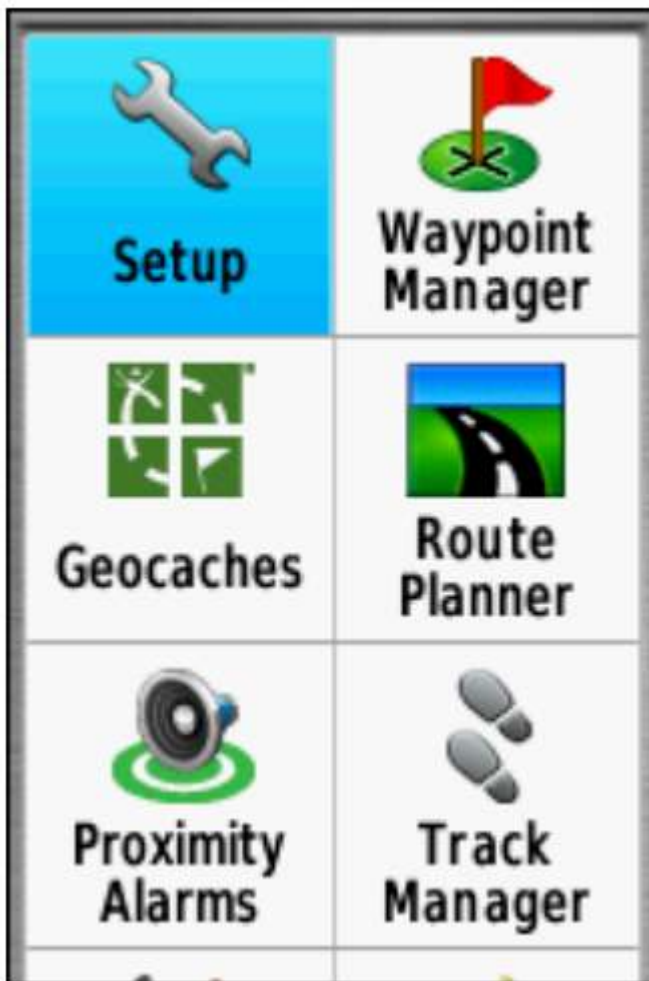 Setup
Waypoint
Manager
Geocaches
Route
Planner
Proximity
Alarms
Track
Manager